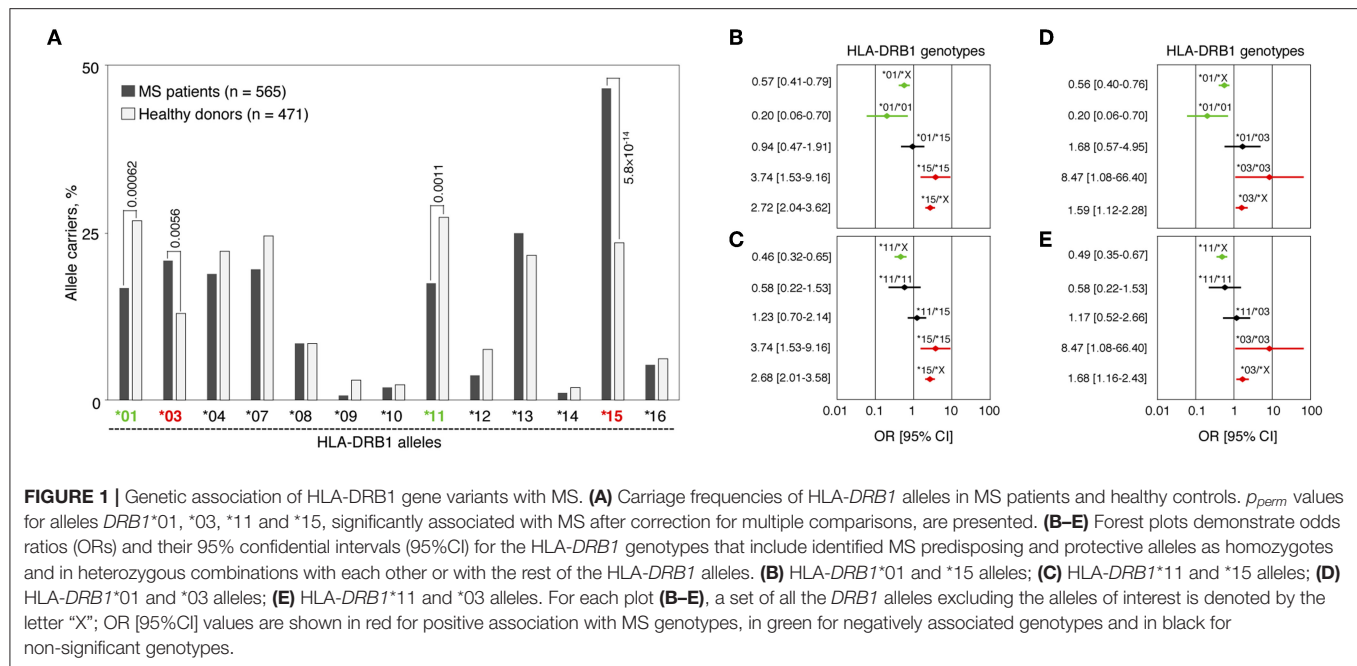 A
50
25
0
Allele carriers, %
MS patients (n = 565)
Healthy donors (n = 471)
0.00062
0.0056
0.0011
5.8×10-14
*01 *03 *04 *07 *08 *09 *10 *11 *12 *13 *14 *15 *16
HLA-DRB1 alleles
B
HLA-DRB1 genotypes
0.57 [0.41-0.79] *01/*X
0.20 [0.06-0.70] *01/*01
0.94 [0.47-1.91] *01/*15
3.74 [1.53-9.16] *15/*15
2.72 [2.04-3.62] *15/*X
C
0.46 [0.32-0.65] *11/*X
0.58 [0.22-1.53] *11/*11
1.23 [0.70-2.14] *11/*15
3.74 [1.53-9.16] *15/*15
2.68 [2.01-3.58] *15/*X
0.01 0.1 1 10 100
OR [95% CI]
D
HLA-DRB1 genotypes
0.56 [0.40-0.76] *01/*X
0.20 [0.06-0.70] *01/*01
1.68 [0.57-4.95] *01/*03
8.47 [1.08-66.40] *03/*03
1.59 [1.12-2.28] *03/*X
E
0.49 [0.35-0.67] *11/*X
0.58 [0.22-1.53] *11/*11
1.17 [0.52-2.66] *11/*03
8.47 [1.08-66.40] *03/*03
1.68 [1.16-2.43] *03/*X
0.01 0.1 1 10 100
OR [95% CI]
FIGURE 1 | Genetic association of HLA-DRB1 gene variants with MS. (A) Carriage frequencies of HLA-DRB1 alleles in MS patients and healthy controls. pperm values
for alleles DRB1*01, *03, *11 and *15, significantly associated with MS after correction for multiple comparisons, are presented. (B–E) Forest plots demonstrate odds
ratios (ORs) and their 95% confidential intervals (95%CI) for the HLA-DRB1 genotypes that include identified MS predisposing and protective alleles as homozygotes
and in heterozygous combinations with each other or with the rest of the HLA-DRB1 alleles. (B) HLA-DRB1*01 and *15 alleles; (C) HLA-DRB1*11 and *15 alleles; (D)
HLA-DRB1*01 and *03 alleles; (E) HLA-DRB1*11 and *03 alleles. For each plot (B–E), a set of all the DRB1 alleles excluding the alleles of interest is denoted by the
letter “X”; OR [95%CI] values are shown in red for positive association with MS genotypes, in green for negatively associated genotypes and in black for
non-significant genotypes.